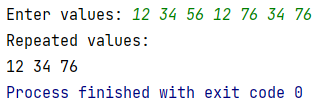 Enter values: 12 34 56 12 76 34 76
Repeated values:
12 34 76
Process finished with exit code 0